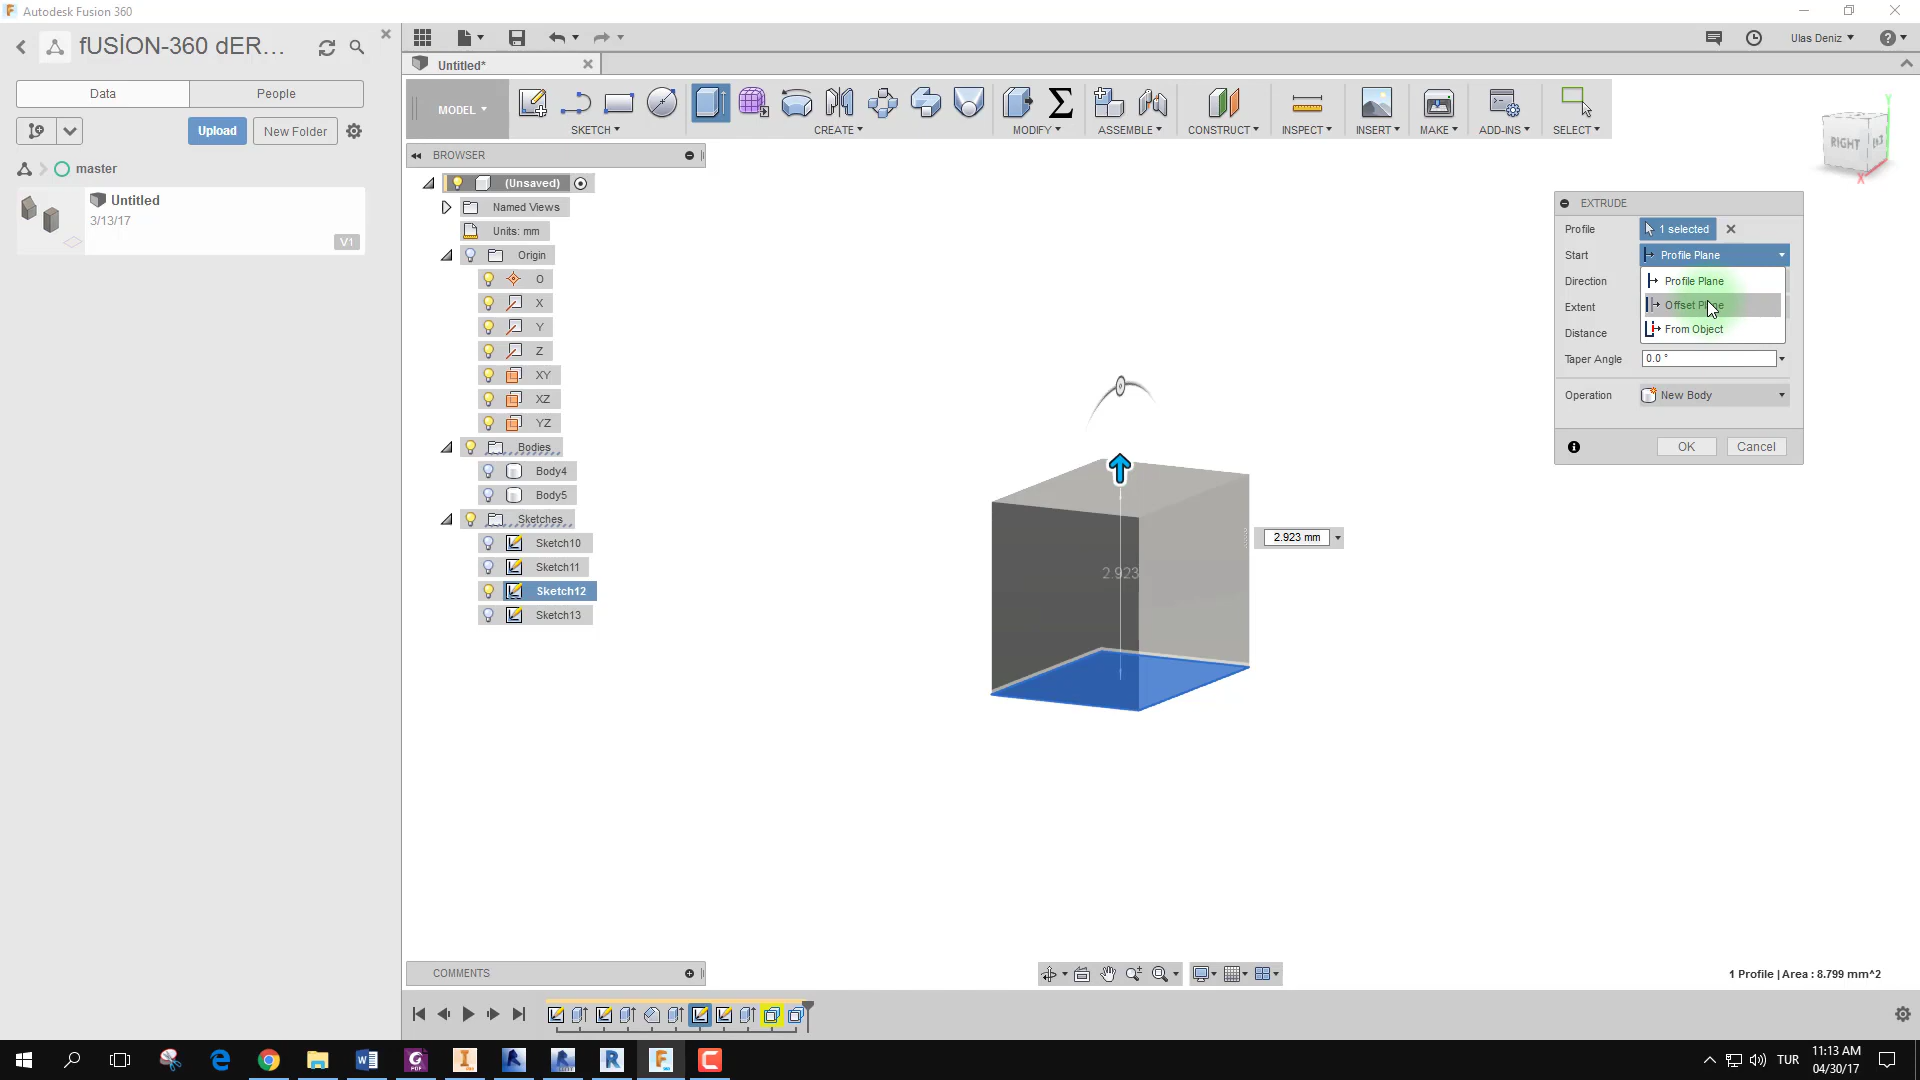 Autodesk Fusion 360
fUSİON-360 dER...
Ulas Deniz
Untitled*
Data
People
MODEL
SKETCH
CREATE
MODIFY
ASSEMBLE
CONSTRUCT
INSPECT
INSERT
MAKE
ADD-INS
SELECT
Upload
New Folder
master
Untitled
3/13/17
V1
BROWSER
(Unsaved)
Named Views
Units: mm
Origin
O
X
Y
Z
XY
XZ
YZ
Bodies
Body4
Body5
Sketches
Sketch10
Sketch11
Sketch12
Sketch13
Y
RIGHT
X
EXTRUDE
Profile
1 selected
Start
Profile Plane
Direction
Profile Plane
Extent
Offset Plane
Distance
From Object
Taper Angle
0.0 °
Operation
New Body
OK
Cancel
2.923 mm
2.923
COMMENTS
1 Profile | Area : 8.799 mm^2
TUR
11:13 AM
04/30/17